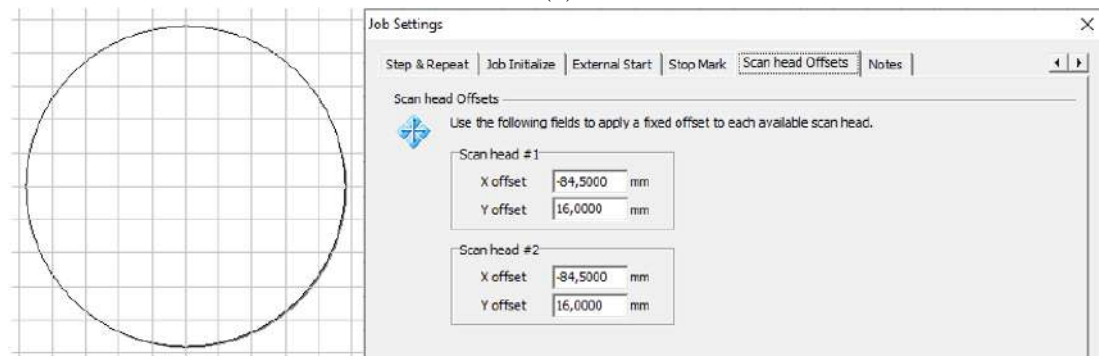 Job Settings
Step & Repeat Job Initialize External Start Stop Mark Scan head Offsets Notes
Scan head Offsets
Use the following fields to apply a fixed offset to each available scan head.
Scan head #1
X offset -84,5000 mm
Y offset 16,0000 mm
Scan head #2
X offset -84,5000 mm
Y offset 16,0000 mm